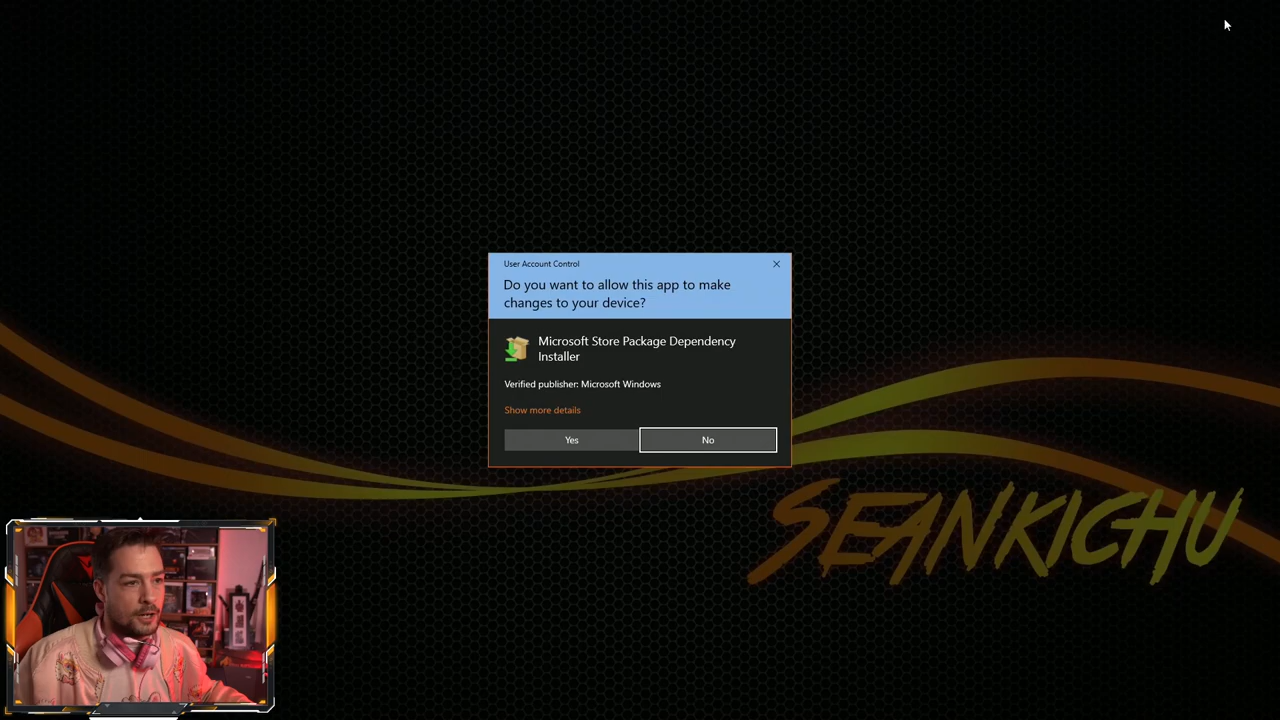 User Account Control
Do you want to allow this app to make
changes to your device?
Microsoft Store Package Dependency
Installer
Verified publisher: Microsoft Windows
Show more details
Yes
No
SEANKICHU